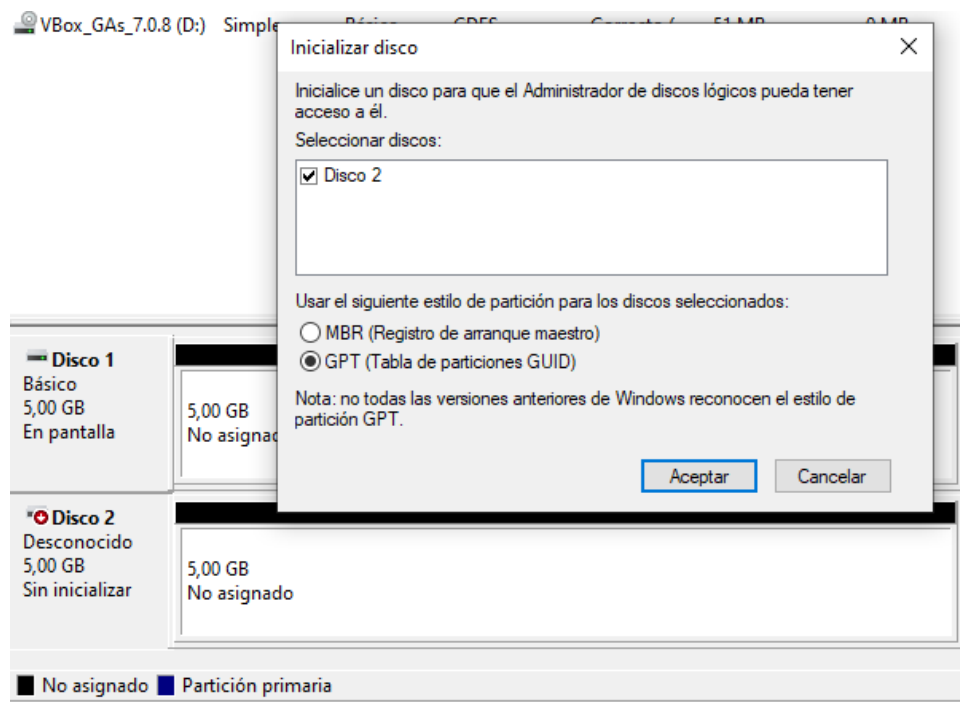 VBox_GAs_7.0.8 (D:) Simple
Inicializar disco
Inicialice un disco para que el Administrador de discos lógicos pueda tener
acceso a él.
Seleccionar discos:
Disco 2
Usar el siguiente estilo de partición para los discos seleccionados:
MBR (Registro de arranque maestro)
GPT (Tabla de particiones GUID)
Nota: no todas las versiones anteriores de Windows reconocen el estilo de
partición GPT.
Aceptar Cancelar
Disco 1
Básico
5,00 GB
En pantalla
5,00 GB
No asignad
Disco 2
Desconocido
5,00 GB
Sin inicializar
5,00 GB
No asignado
No asignado Partición primaria